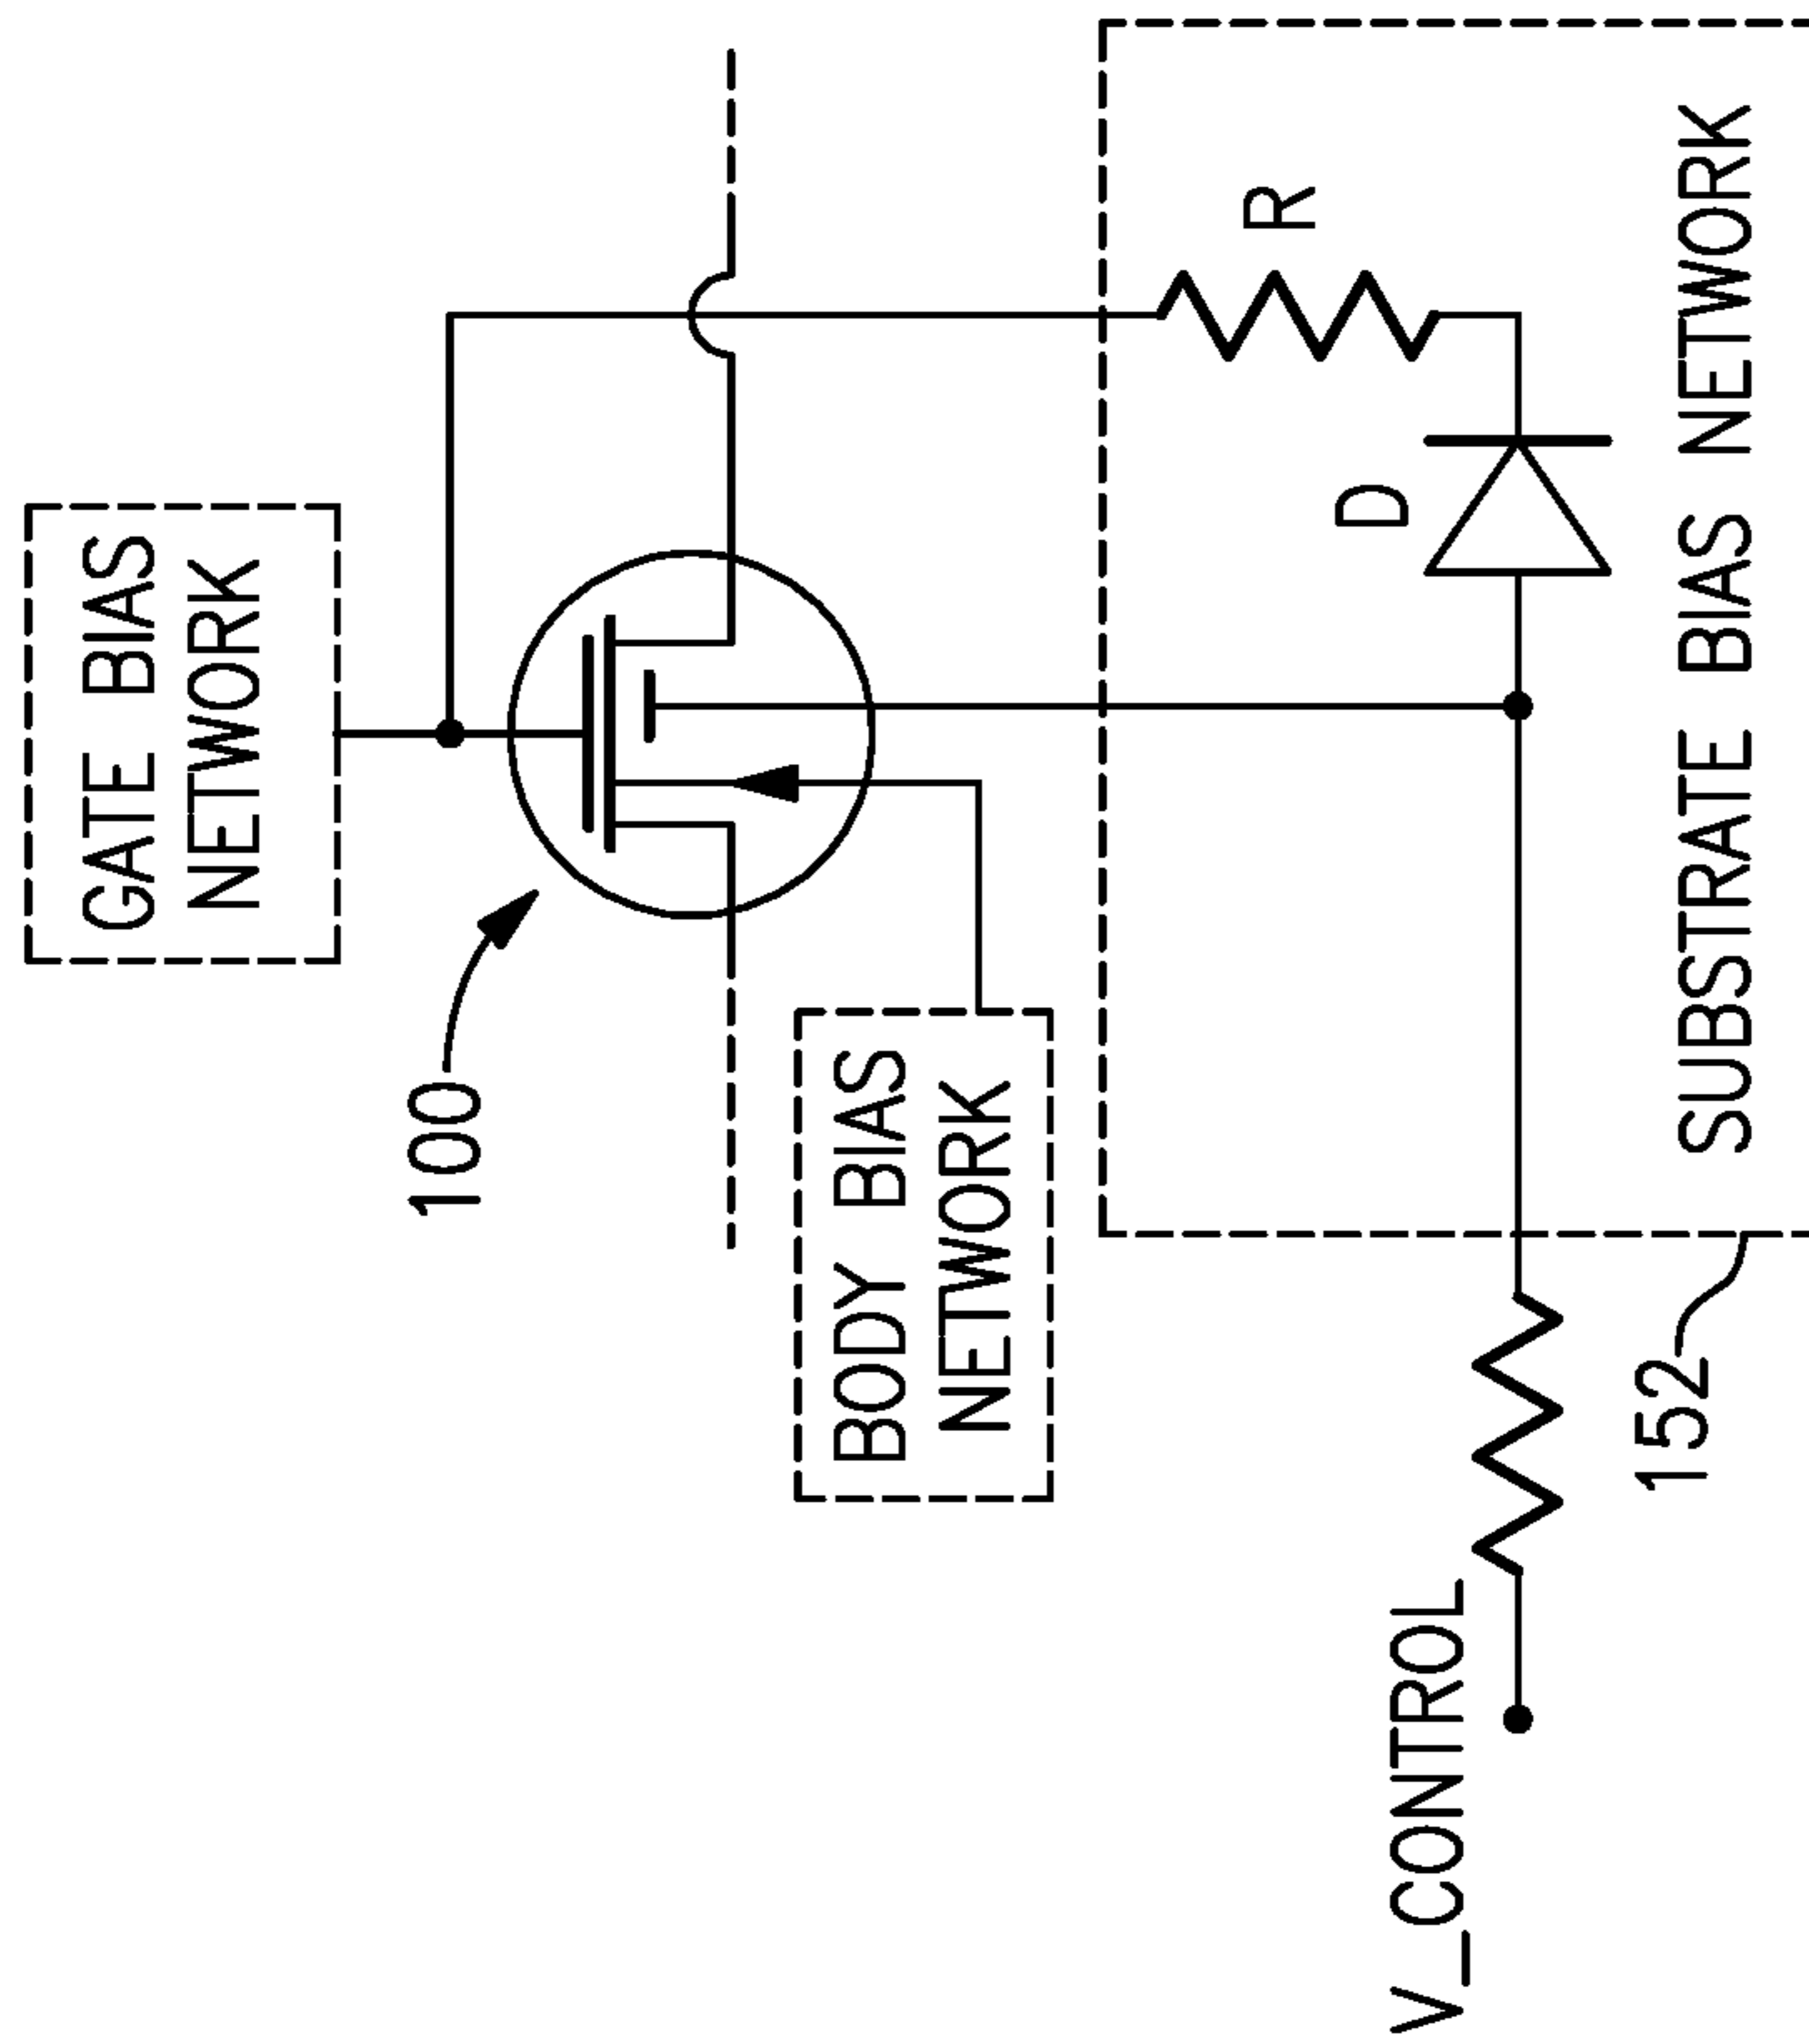 GATE BIAS
NETWORK
100
BODY BIAS
NETWORK
R
D
V_CONTROL
152
SUBSTRATE BIAS NETWORK